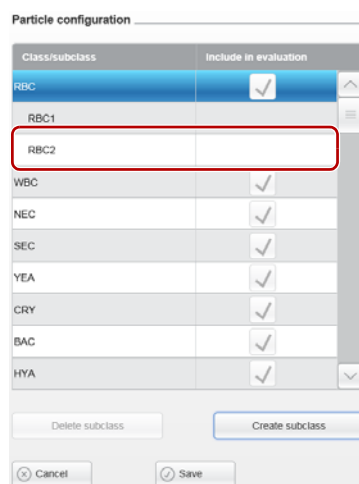 Particle configuration
Class/subclass Include in evaluation
RBC
RBC1
RBC2
WBC
NEC
SEC
YEA
CRY
BAC
HYA
Delete subclass Create subclass
Cancel Save